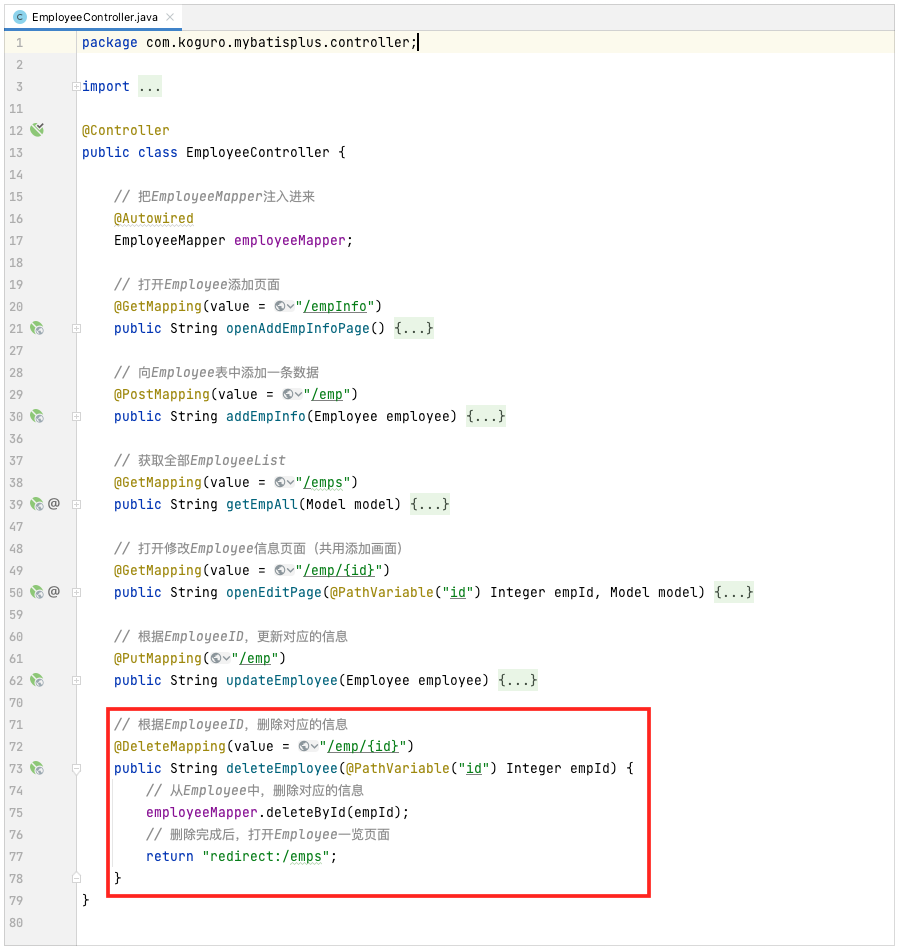 EmployeeController.java
1 package com.koguro.mybatisplus.controller;
2
3 import ...
11
12 @Controller
13 public class EmployeeController {
14
15 // 把EmployeeMapper注入进来
16 @Autowired
17 EmployeeMapper employeeMapper;
18
19 // 打开Employee添加页面
20 @GetMapping(value = "/empInfo")
21 public String openAddEmpInfoPage() {...}
27
28 // 向Employee表中添加一条数据
29 @PostMapping(value = "/emp")
30 public String addEmpInfo(Employee employee) {...}
36
37 // 获取全部EmployeeList
38 @GetMapping(value = "/emps")
39 @ public String getEmpAll(Model model) {...}
47
48 // 打开修改Employee信息页面（共用添加画面）
49 @GetMapping(value = "/emp/{id}")
50 @ public String openEditPage(@PathVariable("id") Integer empId, Model model) {...}
59
60 // 根据EmployeeID，更新对应的信息
61 @PutMapping("/emp")
62 public String updateEmployee(Employee employee) {...}
70
71 // 根据EmployeeID，删除对应的信息
72 @DeleteMapping(value = "/emp/{id}")
73 public String deleteEmployee(@PathVariable("id") Integer empId) {
74 // 从Employee中，删除对应的信息
75 employeeMapper.deleteById(empId);
76 // 删除完成后，打开Employee一览页面
77 return "redirect:/emps";
78 }
79 }
80